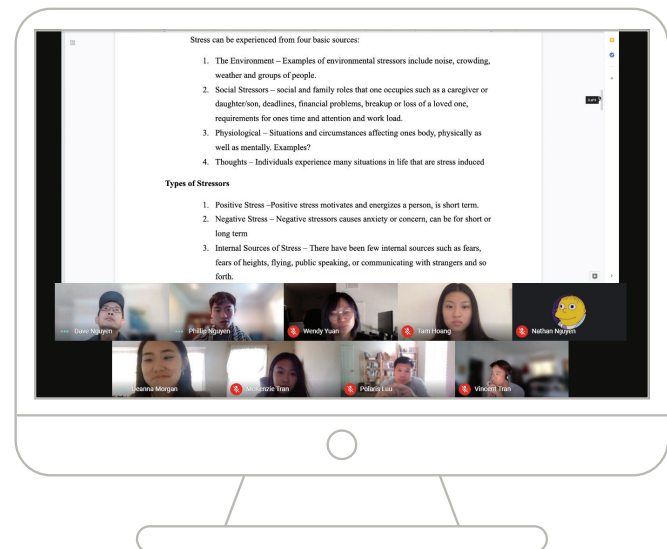 Stress can be experienced from four basic sources:
1. The Environment – Examples of environmental stressors include noise, crowding,
weather and groups of people.
2. Social Stressors – social and family roles that one occupies such as a caregiver or
daughter/son, deadlines, financial problems, breakup or loss of a loved one,
requirements for ones time and attention and work load.
3. Physiological – Situations and circumstances affecting ones body, physically as
well as mentally. Examples?
4. Thoughts – Individuals experience many situations in life that are stress induced
Types of Stressors
1. Positive Stress –Positive stress motivates and energizes a person, is short term.
2. Negative Stress – Negative stressors causes anxiety or concern, can be for short or
long term
3. Internal Sources of Stress – There have been few internal sources such as fears,
fears of heights, flying, public speaking, or communicating with strangers and so
forth.
Dave Nguyen
Phillip Nguyen
Wendy Yuan
Tam Hoang
Nathan Nguyen
Deanna Morgan
McKenzie Tran
Polaris Luu
Vincent Tran